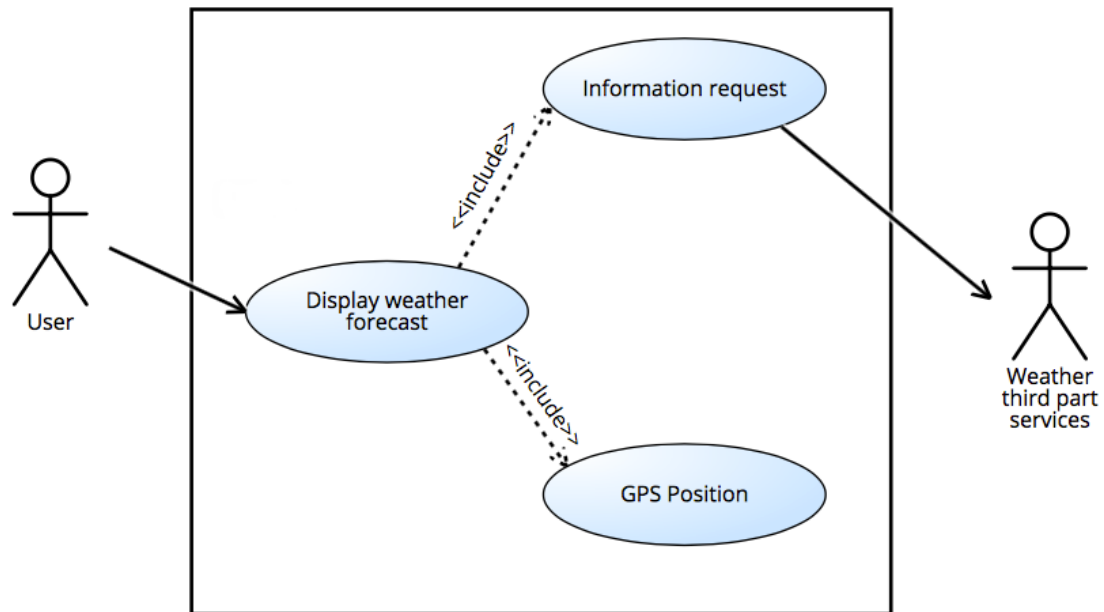 Information request
<<include>>
User
Display weather
forecast
<<include>>
Weather
third part
services
GPS Position